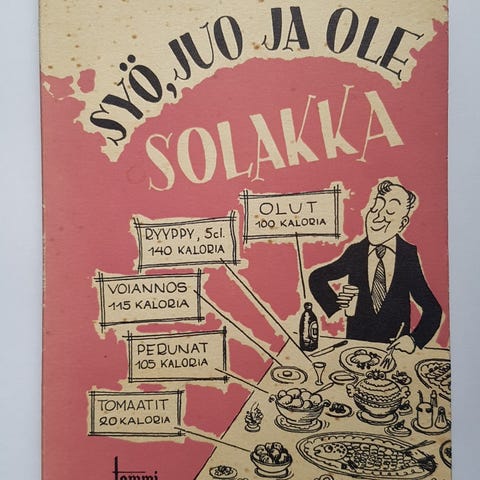 SYÖ, JUO JA OLE
SOLAKKA
OLUT
100 KALORIA
RYYPPY, 5cl.
140 KALORIA
VOIANNOS
115 KALORIA
PERUNAT
105 KALORIA
TOMAATIT
20 KALORIA
tammi